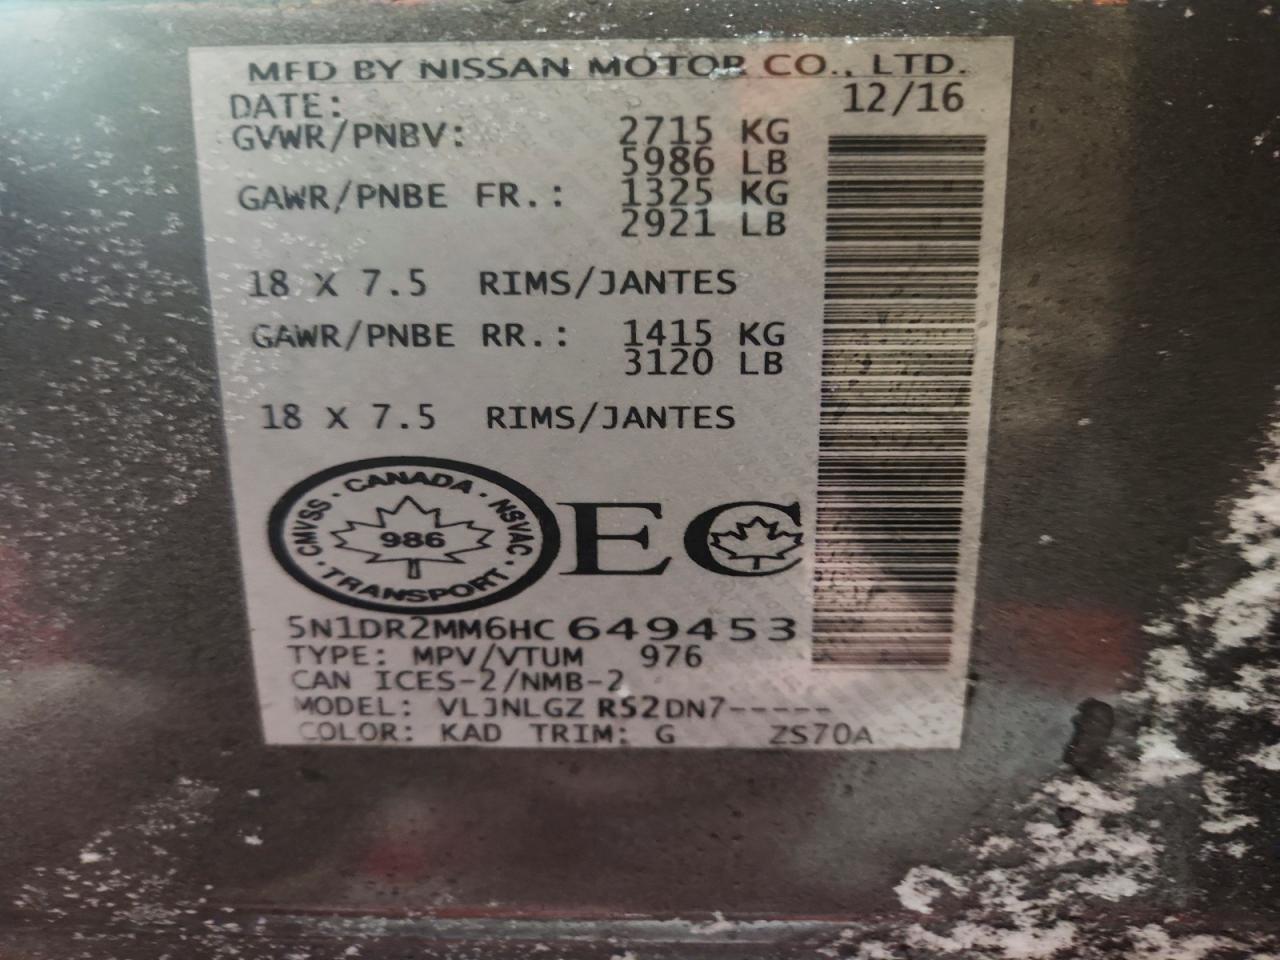 MFD BY NISSAN MOTOR CO., LTD.
DATE: 12/16
GVWR/PNBV: 2715 KG
5986 LB
GAWR/PNBE FR.: 1325 KG
2921 LB
18 X 7.5 RIMS/JANTES
GAWR/PNBE RR.: 1415 KG
3120 LB
18 X 7.5 RIMS/JANTES
CANADA · NSVAC · TRANSPORT · CMVSS ·
986
EC
5N1DR2MM6HC 649453
TYPE: MPV/VTUM 976
CAN ICES-2/NMB-2
MODEL: VLJNLGZ R52DN7-----
COLOR: KAD TRIM: G ZS70A